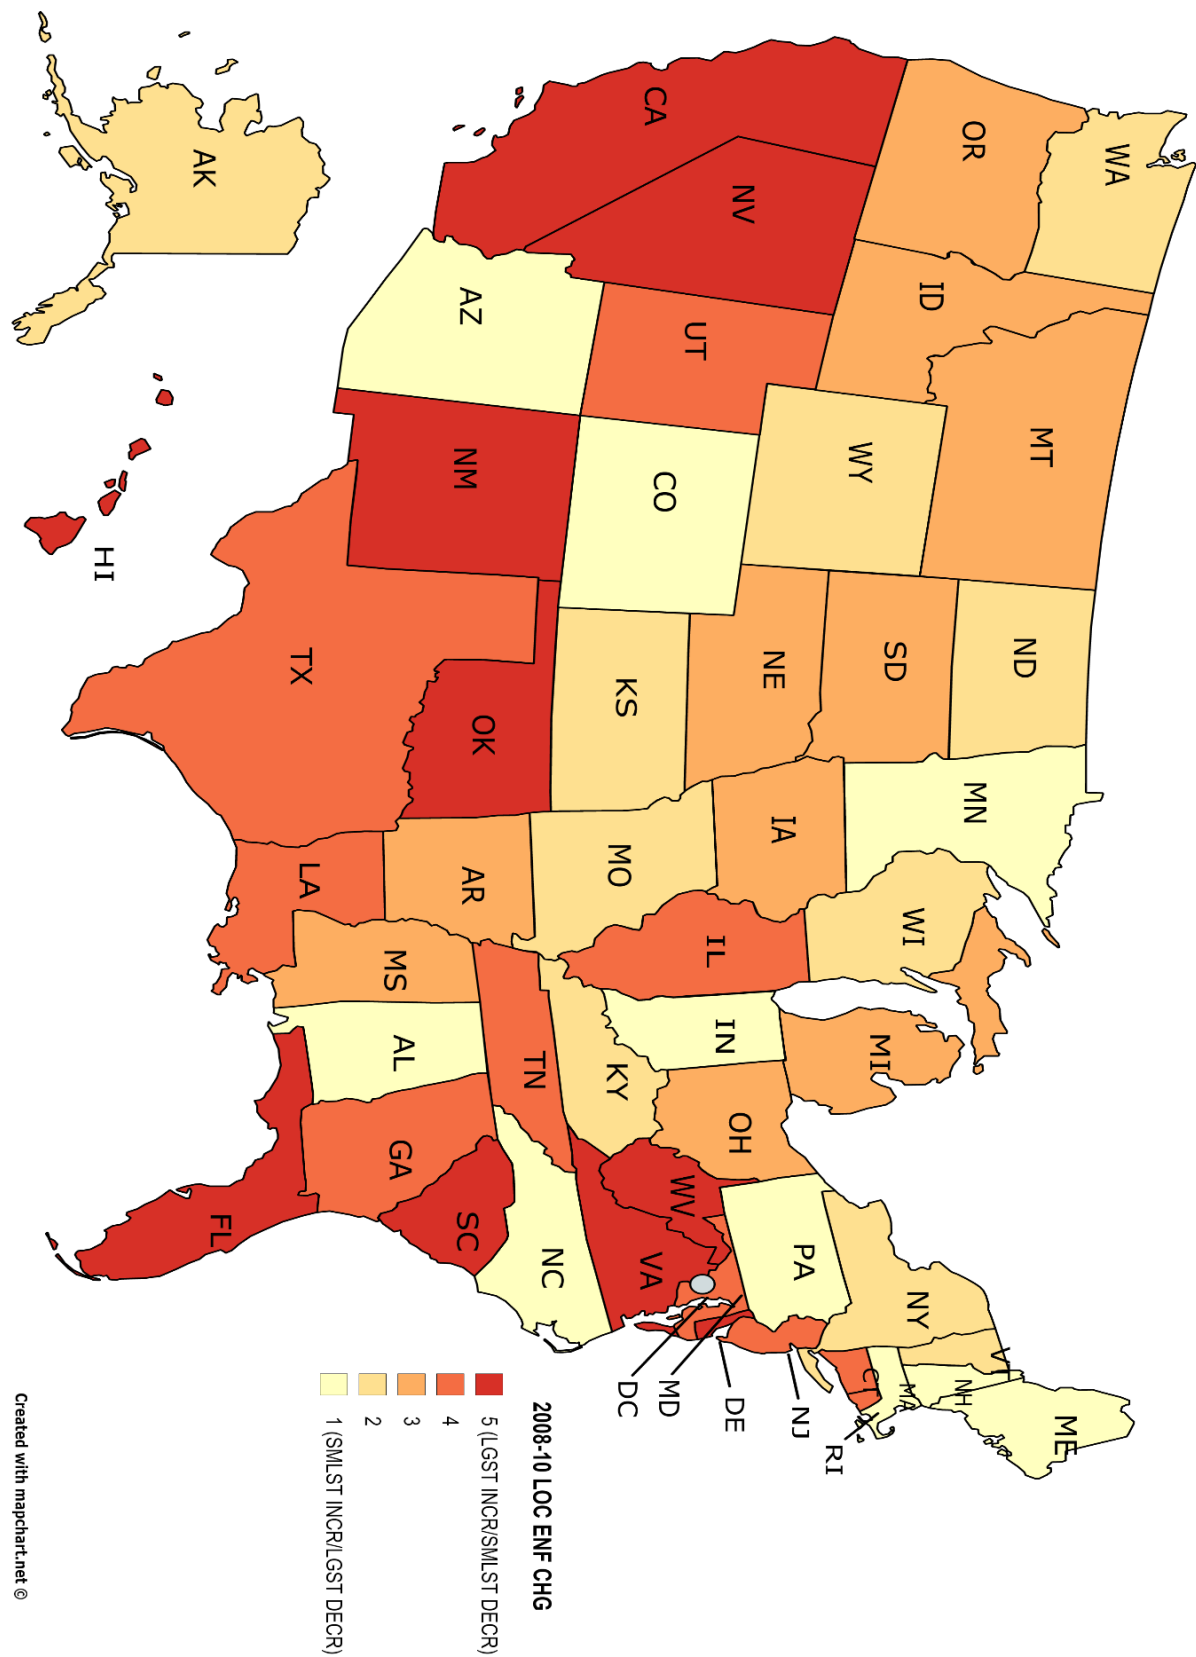 WA
OR
CA
NV
ID
MT
WY
UT
AZ
CO
NM
ND
SD
NE
KS
OK
TX
MN
IA
MO
AR
LA
WI
IL
MI
IN
OH
KY
TN
MS
AL
GA
FL
SC
NC
VA
WV
PA
NY
VT
NH
ME
MA
CT
RI
NJ
DE
MD
DC
AK
HI
2008-10 LOC ENF CHG
5 (LGST INCR/SMLST DECR)
4
3
2
1 (SMLST INCR/LGST DECR)
Created with mapchart.net ©